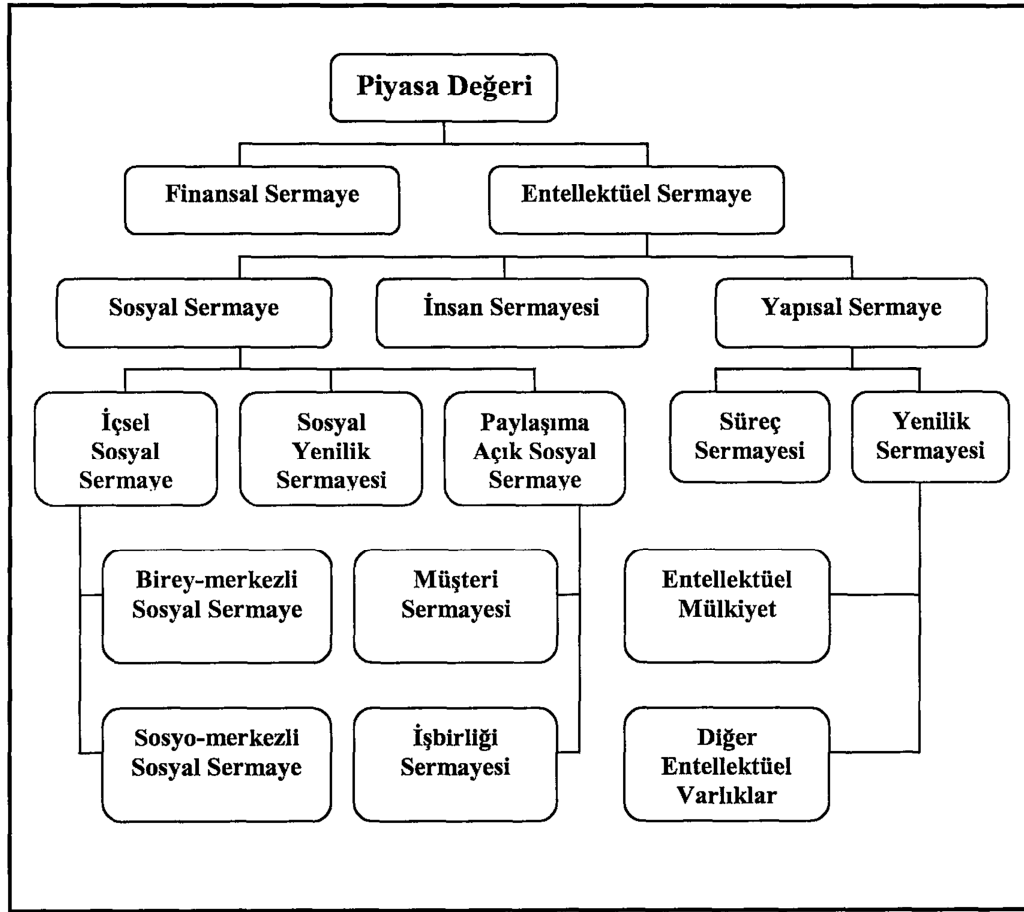 Piyasa Değeri
Finansal Sermaye
Entellektüel Sermaye
Sosyal Sermaye
İnsan Sermayesi
Yapısal Sermaye
İçsel
Sosyal
Sermaye
Sosyal
Yenilik
Sermayesi
Paylaşıma
Açık Sosyal
Sermaye
Süreç
Sermayesi
Yenilik
Sermayesi
Birey-merkezli
Sosyal Sermaye
Müşteri
Sermayesi
Entellektüel
Mülkiyet
Sosyo-merkezli
Sosyal Sermaye
İşbirliği
Sermayesi
Diğer
Entellektüel
Varlıklar